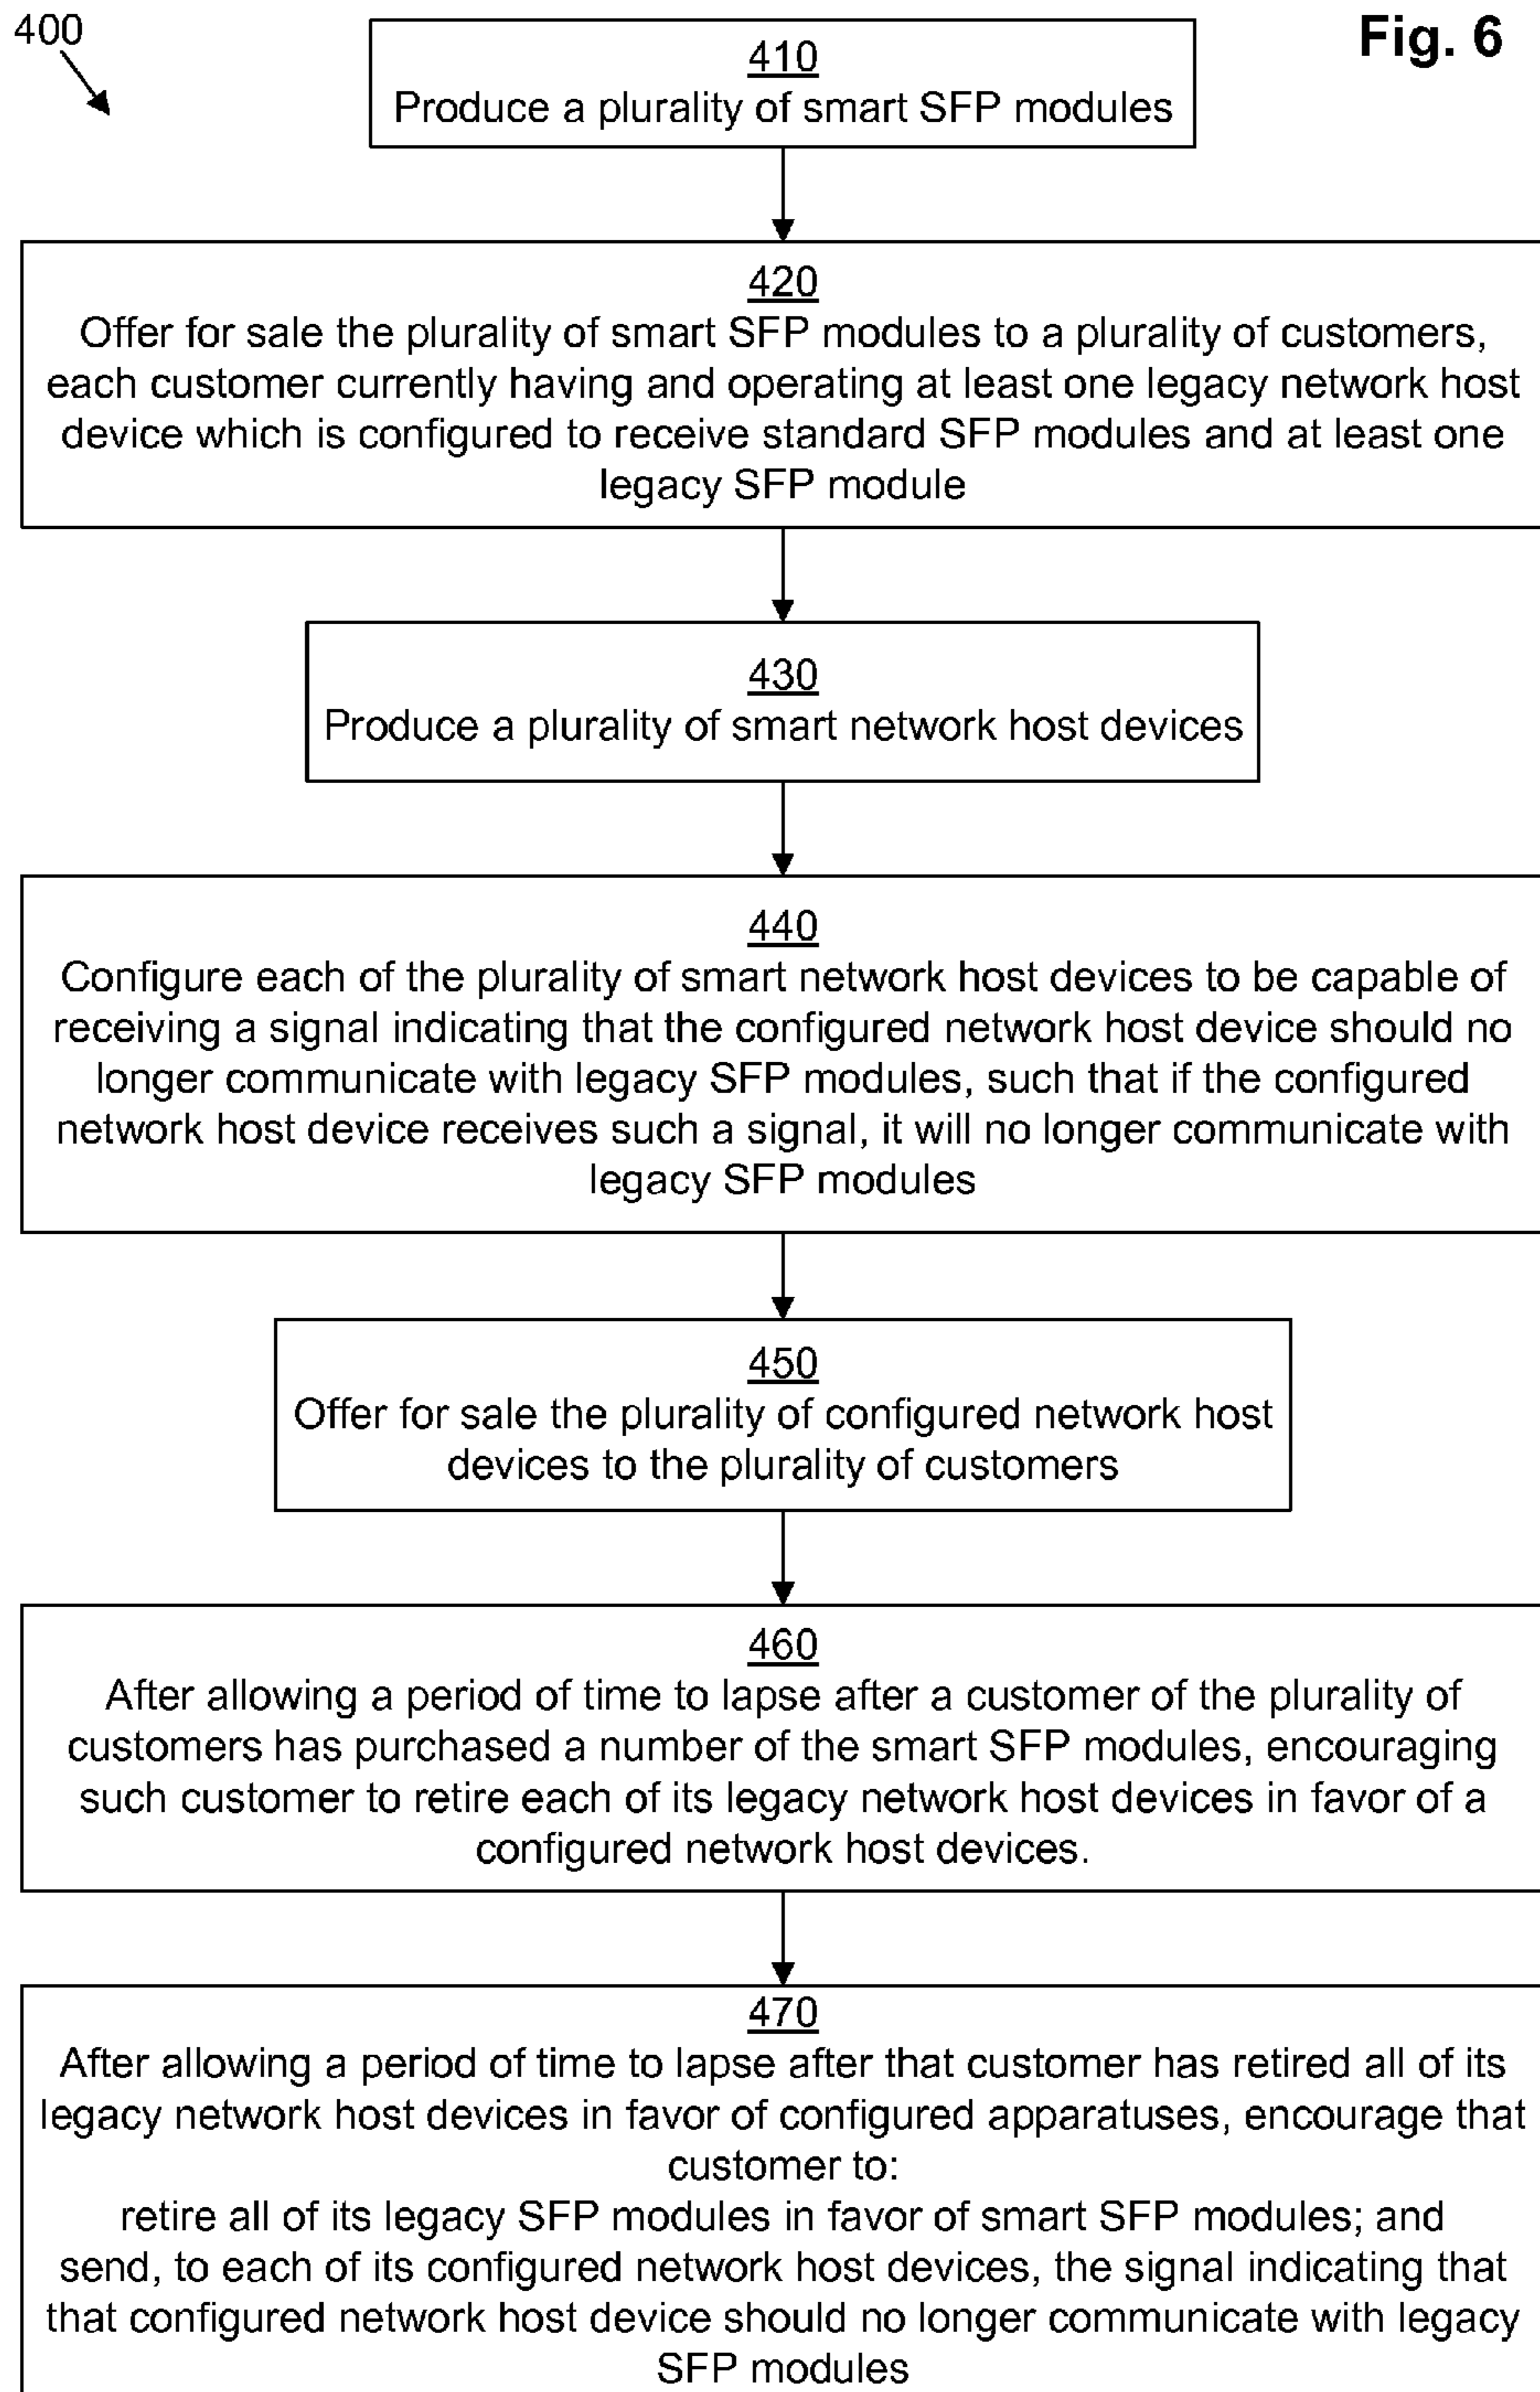 400
Fig. 6
410
Produce a plurality of smart SFP modules
420
Offer for sale the plurality of smart SFP modules to a plurality of customers,
each customer currently having and operating at least one legacy network host
device which is configured to receive standard SFP modules and at least one
legacy SFP module
430
Produce a plurality of smart network host devices
440
Configure each of the plurality of smart network host devices to be capable of
receiving a signal indicating that the configured network host device should no
longer communicate with legacy SFP modules, such that if the configured
network host device receives such a signal, it will no longer communicate with
legacy SFP modules
450
Offer for sale the plurality of configured network host
devices to the plurality of customers
460
After allowing a period of time to lapse after a customer of the plurality of
customers has purchased a number of the smart SFP modules, encouraging
such customer to retire each of its legacy network host devices in favor of a
configured network host devices.
470
After allowing a period of time to lapse after that customer has retired all of its
legacy network host devices in favor of configured apparatuses, encourage that
customer to:
retire all of its legacy SFP modules in favor of smart SFP modules; and
send, to each of its configured network host devices, the signal indicating that
that configured network host device should no longer communicate with legacy
SFP modules